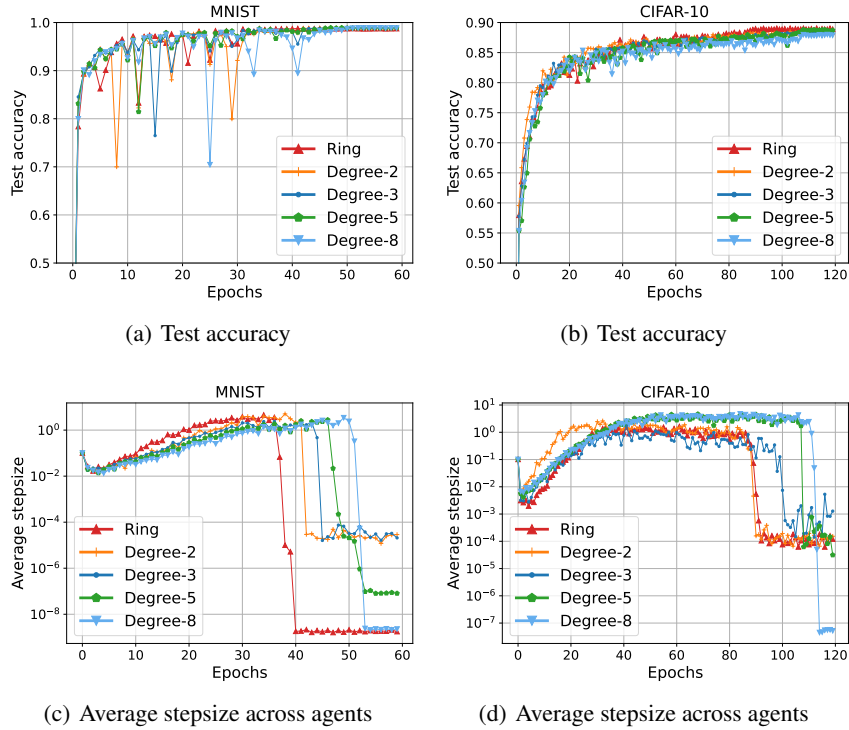 MNIST
1.0
0.9
0.8
0.7
0.6
0.5
Test accuracy
Ring
Degree-2
Degree-3
Degree-5
Degree-8
0 10 20 30 40 50 60
Epochs
(a) Test accuracy
CIFAR-10
0.90
0.85
0.80
0.75
0.70
0.65
0.60
0.55
0.50
Test accuracy
Ring
Degree-2
Degree-3
Degree-5
Degree-8
0 20 40 60 80 100 120
Epochs
(b) Test accuracy
MNIST
10⁰
10⁻²
10⁻⁴
10⁻⁶
10⁻⁸
Average stepsize
Ring
Degree-2
Degree-3
Degree-5
Degree-8
0 10 20 30 40 50 60
Epochs
(c) Average stepsize across agents
CIFAR-10
10¹
10⁰
10⁻¹
10⁻²
10⁻³
10⁻⁴
10⁻⁵
10⁻⁶
10⁻⁷
Average stepsize
Ring
Degree-2
Degree-3
Degree-5
Degree-8
0 20 40 60 80 100 120
Epochs
(d) Average stepsize across agents